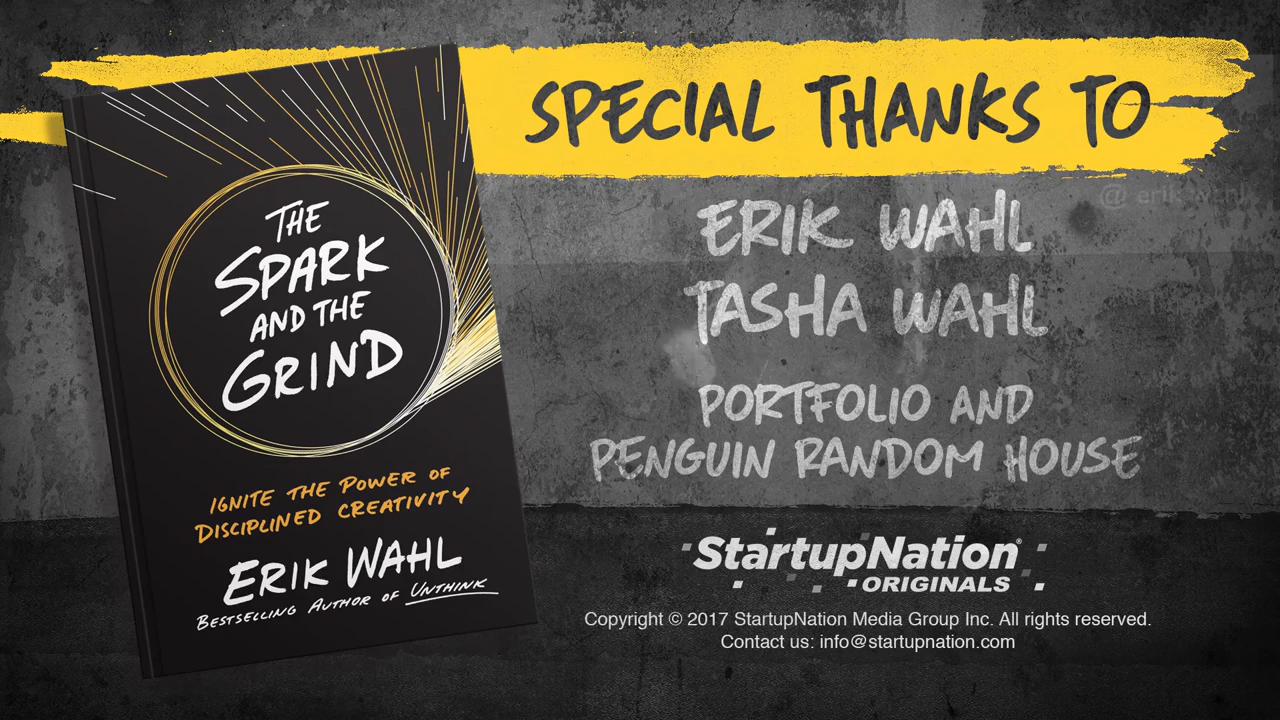 THE
SPARK
AND THE
GRIND
IGNITE THE POWER OF
DISCIPLINED CREATIVITY
ERIK WAHL
BESTSELLING AUTHOR OF UNTHINK
SPECIAL THANKS TO
@ erik wahl
ERIK WAHL
TASHA WAHL
PORTFOLIO AND
PENGUIN RANDOM HOUSE
StartupNation®
ORIGINALS
Copyright © 2017 StartupNation Media Group Inc. All rights reserved.
Contact us: info@startupnation.com